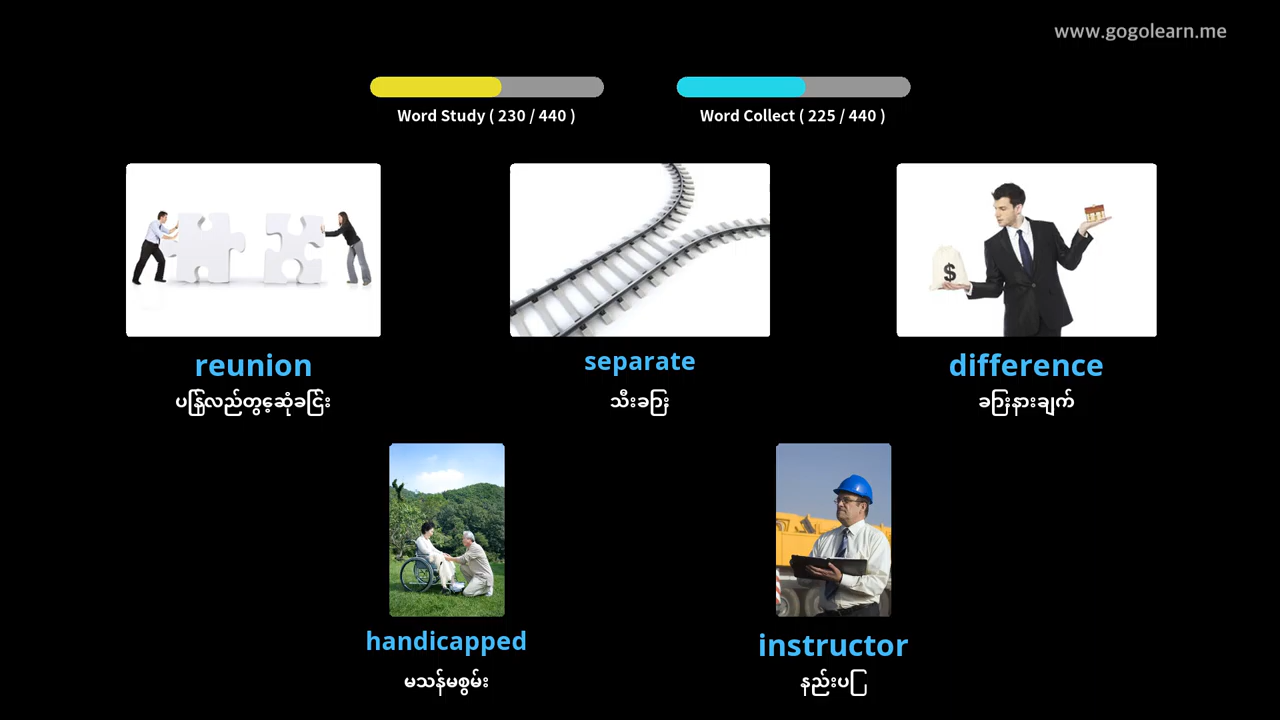 www.gogolearn.me
Word Study ( 230 / 440 )
Word Collect ( 225 / 440 )
reunion
ပြန်လည်တွေ့ဆုံခြင်း
separate
သီးခြား
difference
ခြားနားချက်
handicapped
မသန်မစွမ်း
instructor
နည်းပြ